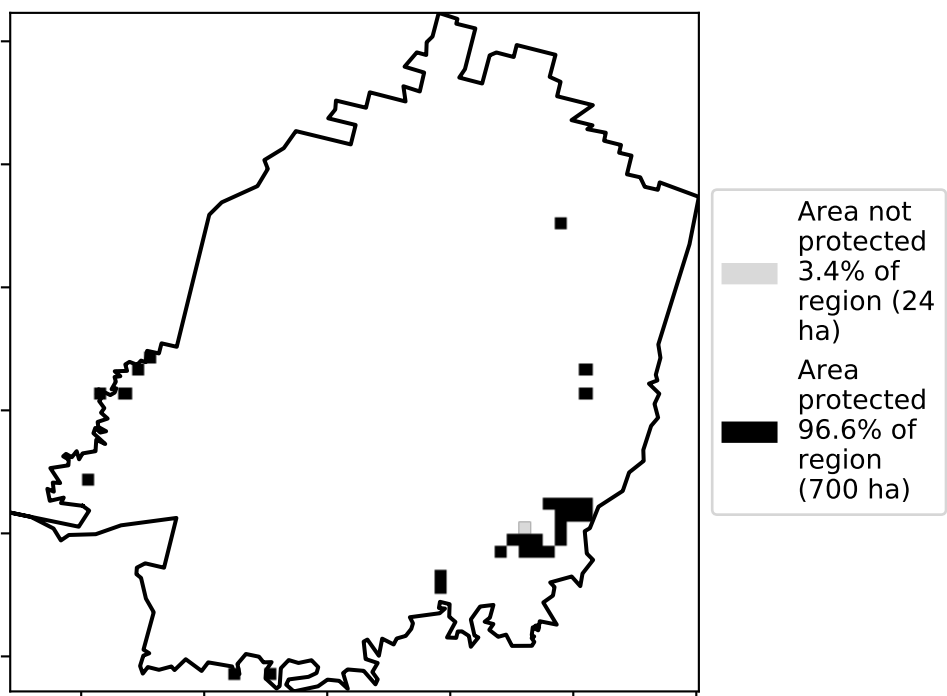 Area not
protected
3.4% of
region (24
ha)
Area
protected
96.6% of
region
(700 ha)